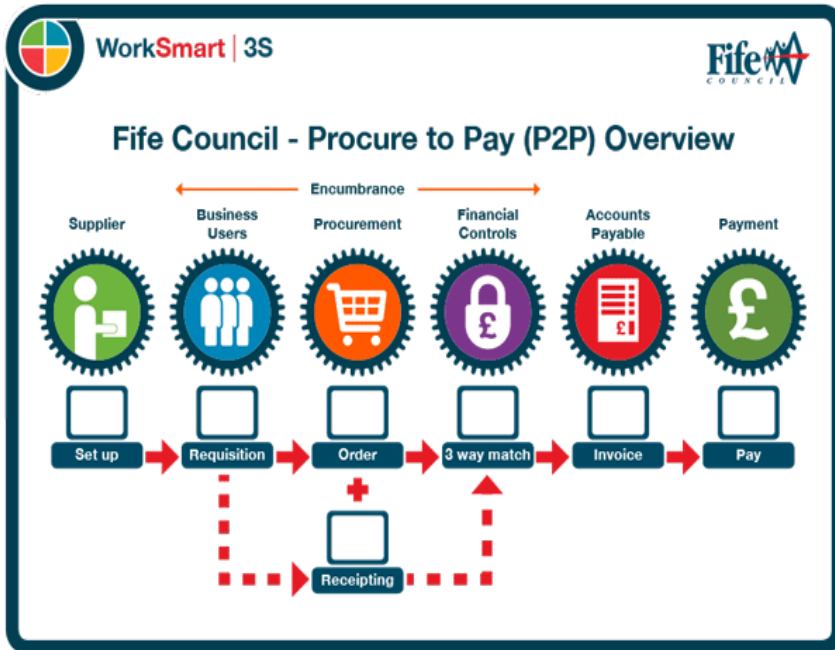 WorkSmart | 3S
Fife
COUNCIL
Fife Council - Procure to Pay (P2P) Overview
Encumbrance
Supplier
Business
Users
Procurement
Financial
Controls
Accounts
Payable
Payment
£
£
£
Set up
Requisition
Order
3 way match
Invoice
Pay
Receipting